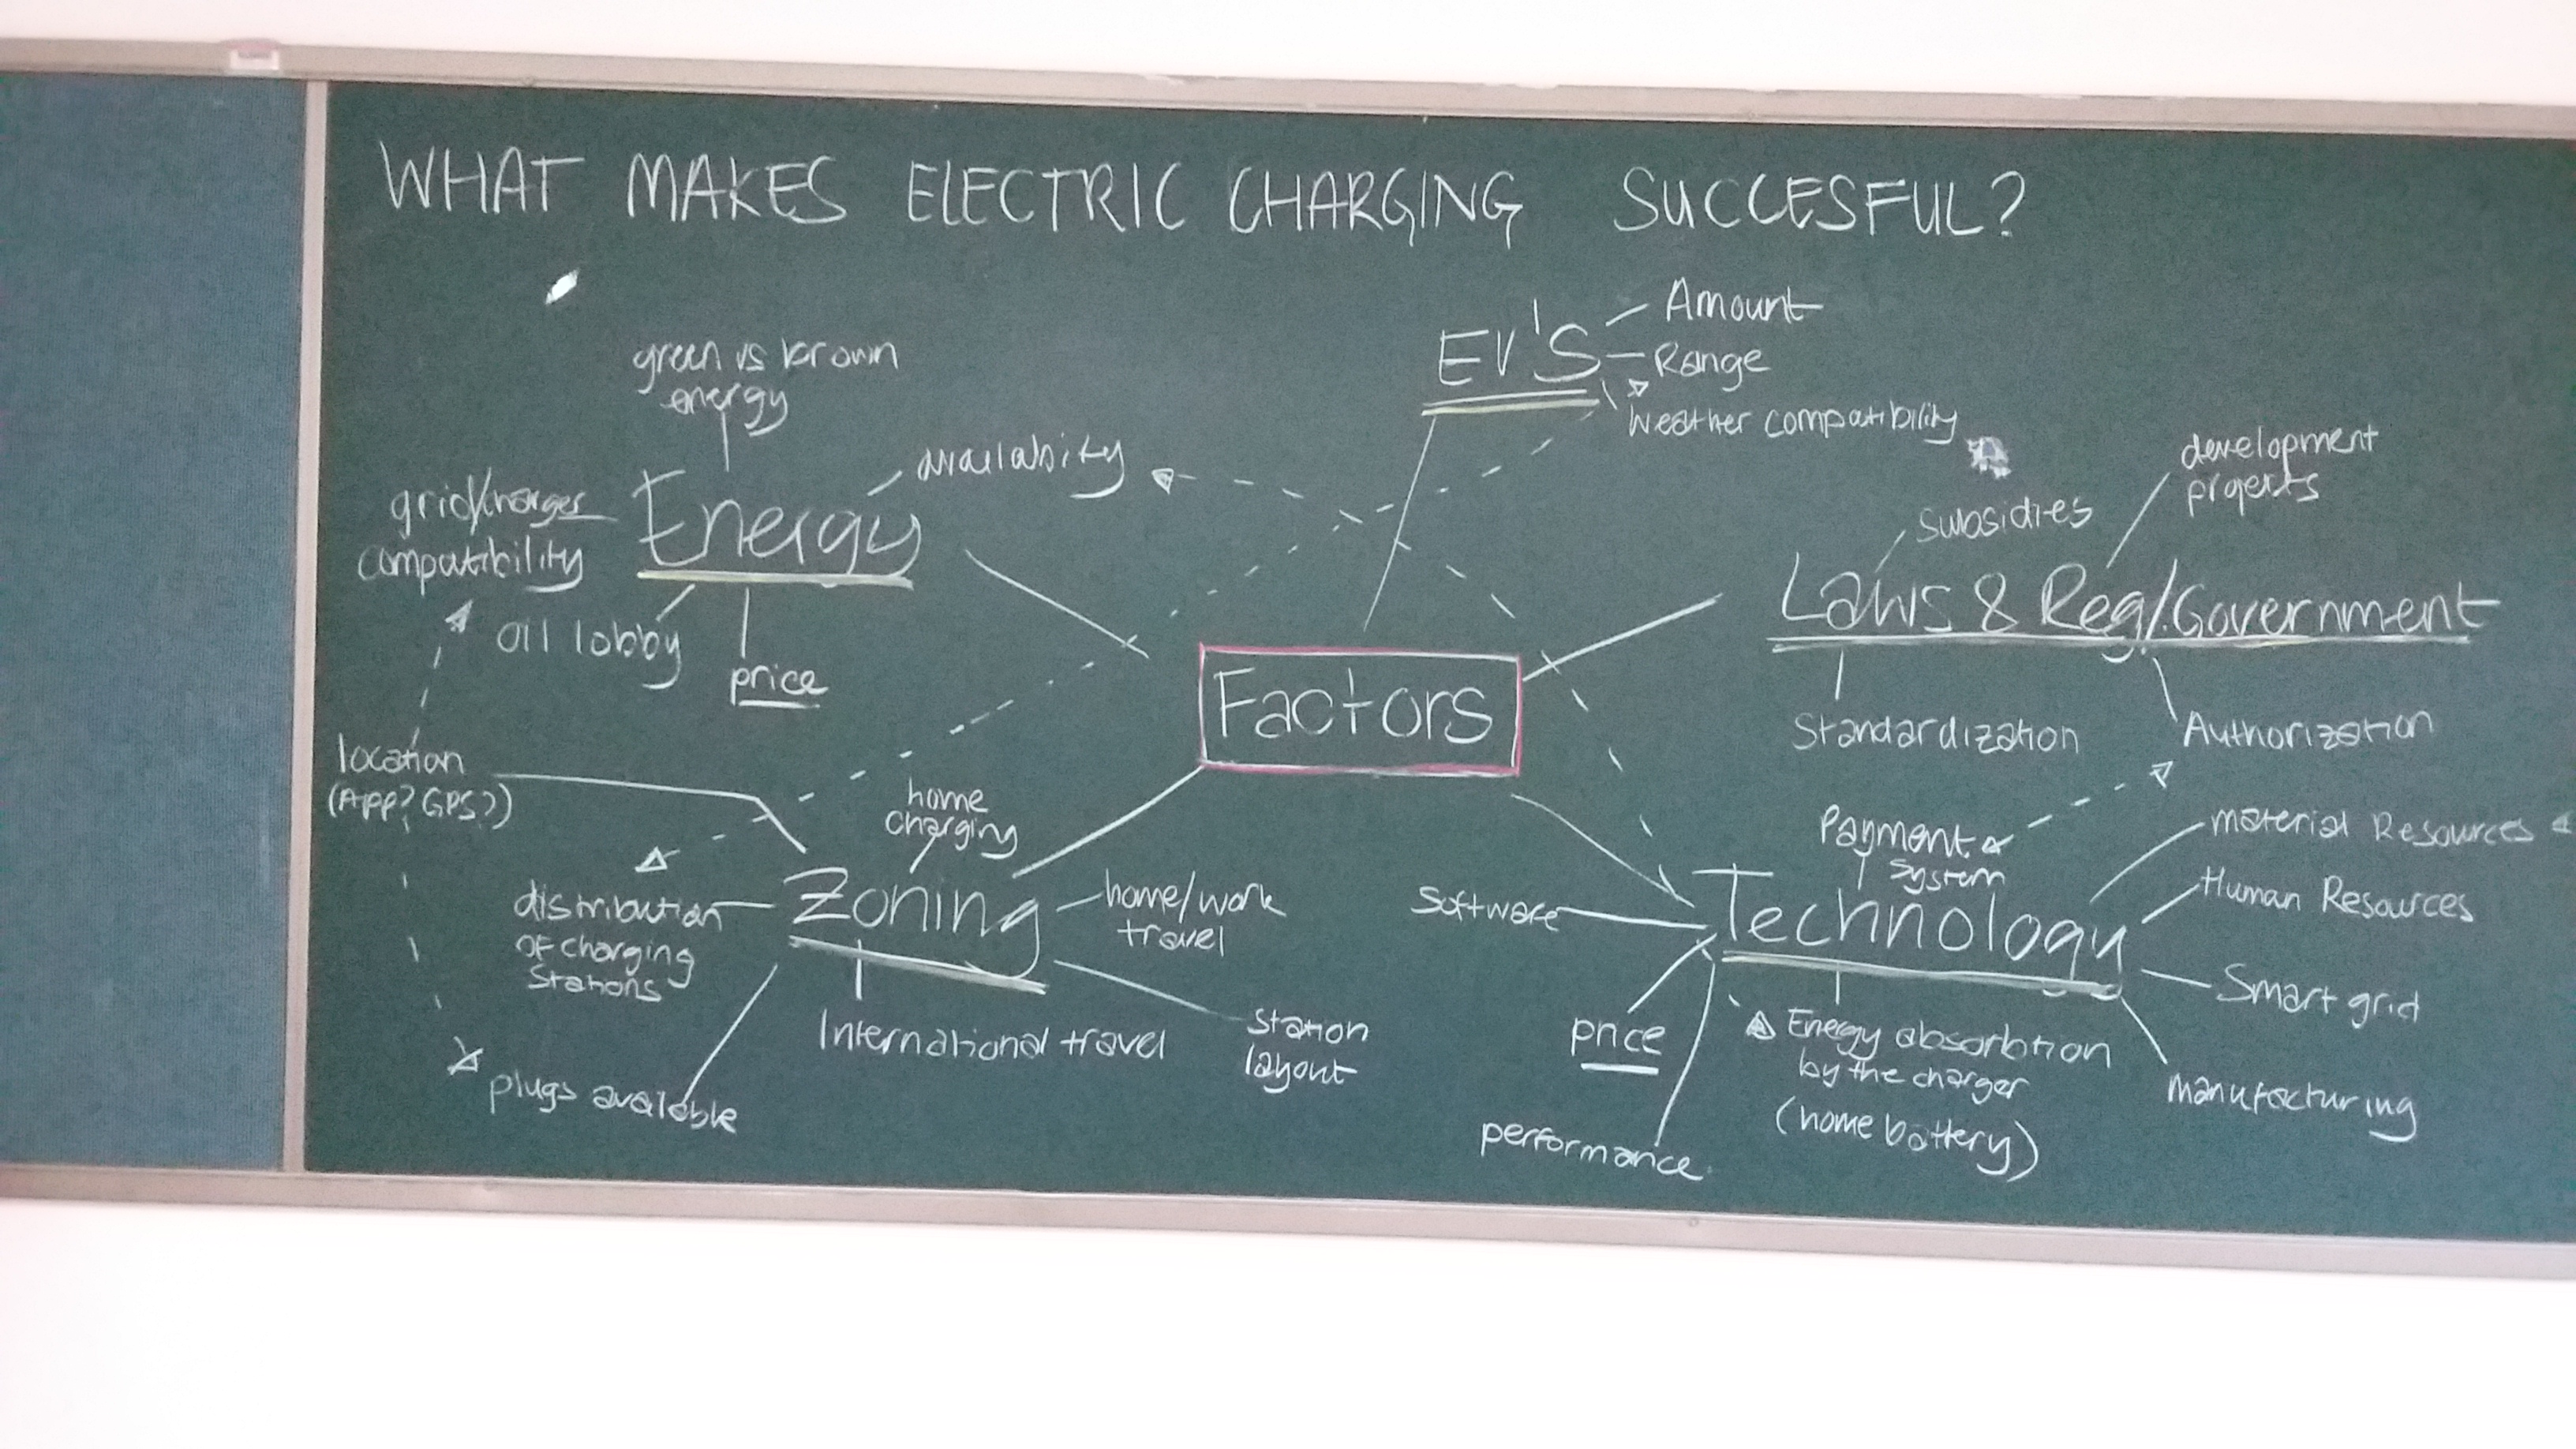 WHAT MAKES ELECTRIC CHARGING SUCCESFUL?
EV'S
Amount
Range
Weather compatibility
green vs brown
energy
availabity
grid/charger
compatibility
Energy
oil lobby
price
development
projects
Subsidies
Laws & Reg/.Government
Standardization
Authorization
Factors
location
(App? GPS?)
home
charging
Zoning
distribution
of charging
Stations
home/work
travel
International travel
Station
layout
plugs available
Payment
System
material Resources
Human Resources
Software
Technology
Smart grid
price
Energy absorbtion
by the charger
(home battery)
manufacturing
performance